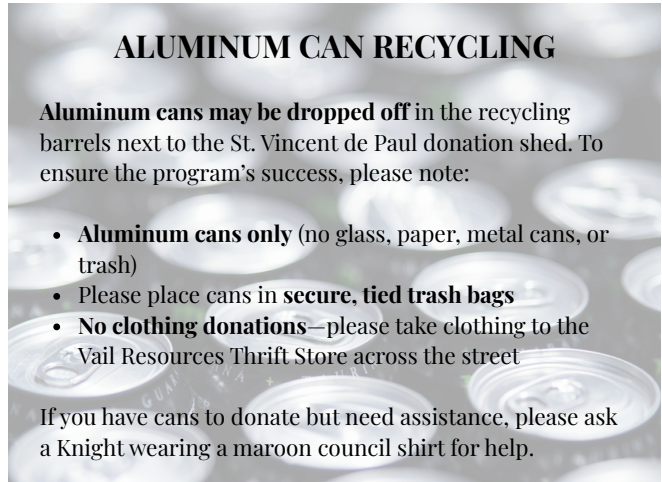 ALUMINUM CAN RECYCLING
Aluminum cans may be dropped off in the recycling
barrels next to the St. Vincent de Paul donation shed. To
ensure the program’s success, please note:
• Aluminum cans only (no glass, paper, metal cans, or
trash)
• Please place cans in secure, tied trash bags
• No clothing donations—please take clothing to the
Vail Resources Thrift Store across the street
If you have cans to donate but need assistance, please ask
a Knight wearing a maroon council shirt for help.